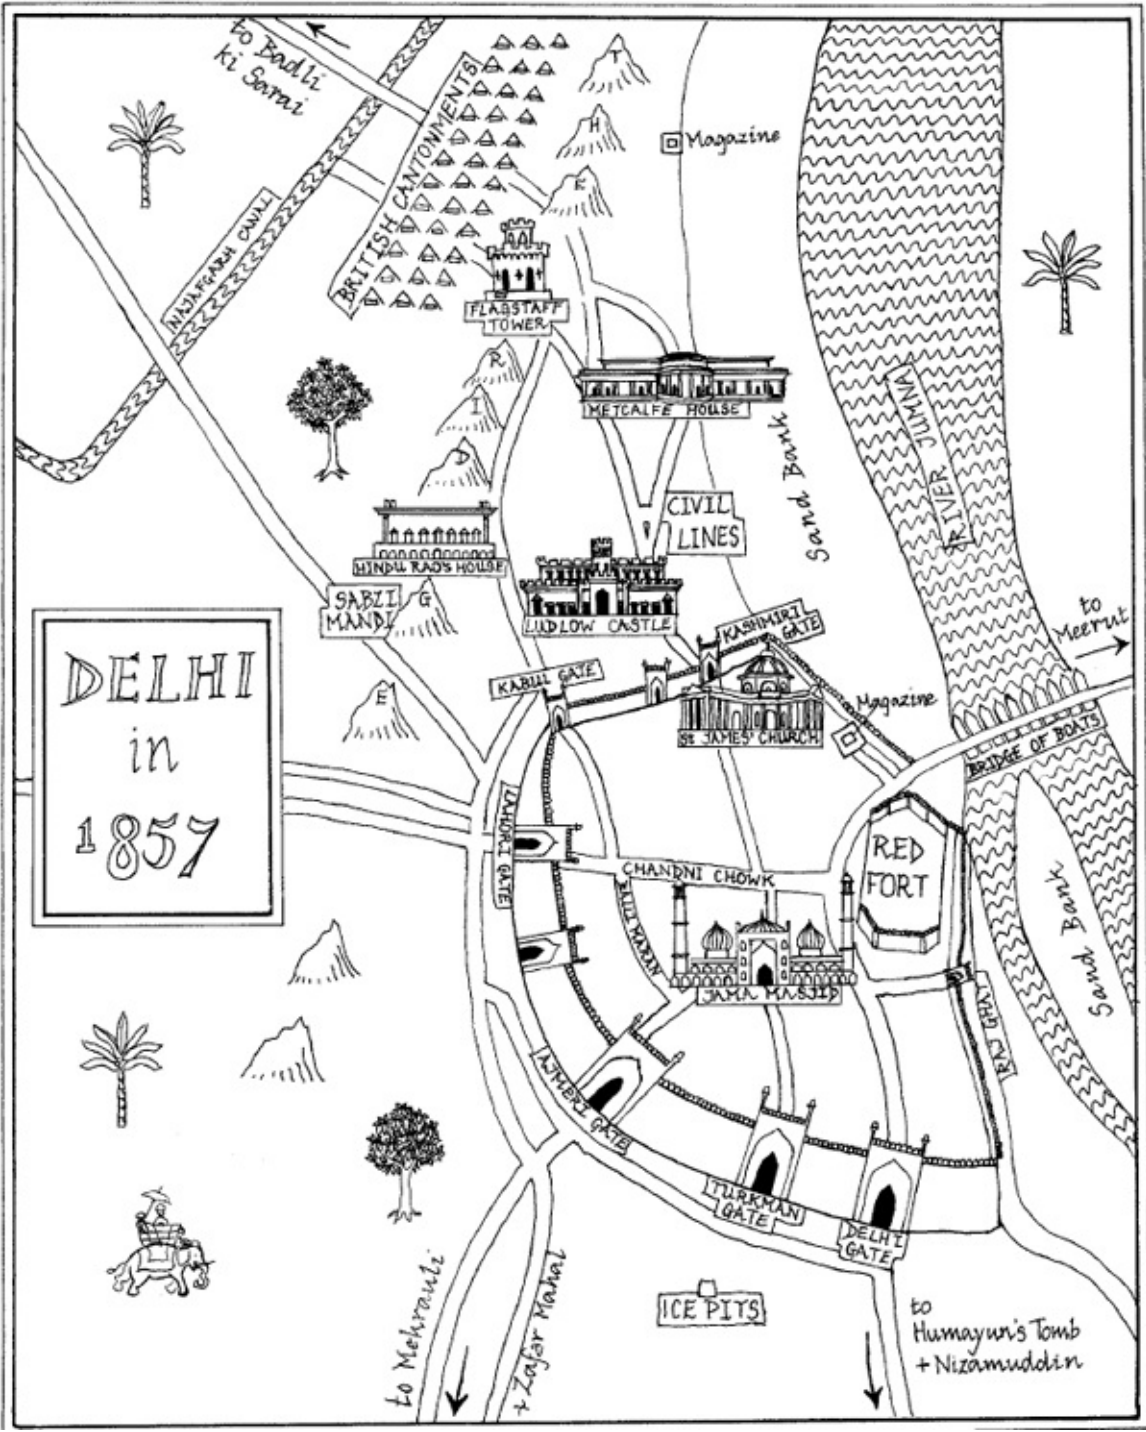 to Badli
ki Sarai
BRITISH CANTONMENTS
T
H
E
Magazine
NAJAFGARH CANAL
FLAGSTAFF
TOWER
R
I
D
G
E
METCALFE HOUSE
Sand Bank
RIVER JUMNA
CIVIL
LINES
HINDU RAO'S HOUSE
SABZI
MANDI
LUDLOW CASTLE
KASHMIRI
GATE
to
Meerut
DELHI
in
1857
KABUL GATE
St JAMES' CHURCH
Magazine
BRIDGE OF BOATS
LAHORI GATE
CHANDNI CHOWK
RED
FORT
BALLI MARAN
JAMA MASJID
Sand Bank
RAJ GHAT
AJMERI GATE
TURKMAN
GATE
DELHI
GATE
to Mehrauli
+ Zafar Mahal
ICE PITS
to
Humayun's Tomb
+ Nizamuddin